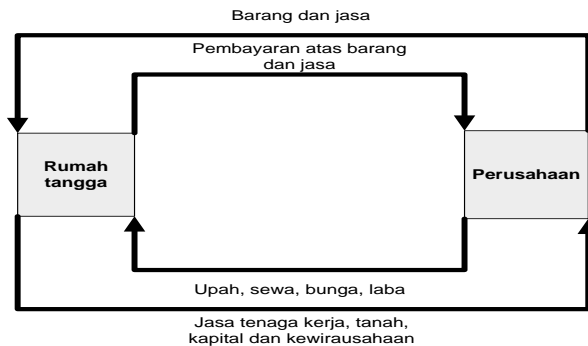 Barang dan jasa
Pembayaran atas barang
dan jasa
Rumah
tangga
Perusahaan
Upah, sewa, bunga, laba
Jasa tenaga kerja, tanah,
kapital dan kewirausahaan